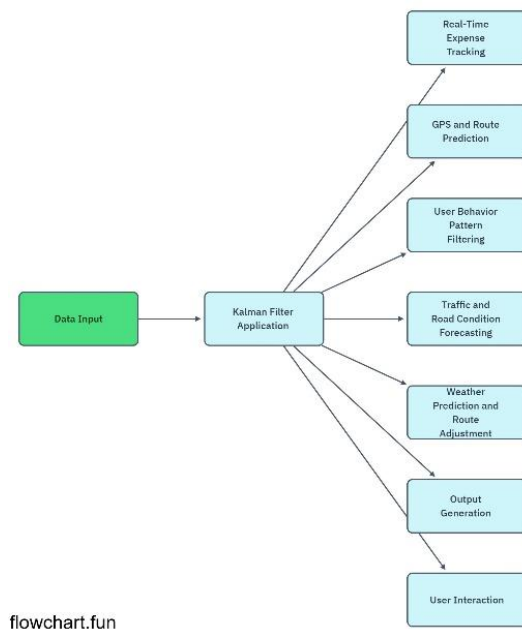 Real-Time
Expense
Tracking
GPS and Route
Prediction
User Behavior
Pattern
Filtering
Data Input
Kalman Filter
Application
Traffic and
Road Condition
Forecasting
Weather
Prediction and
Route
Adjustment
Output
Generation
User Interaction
flowchart.fun